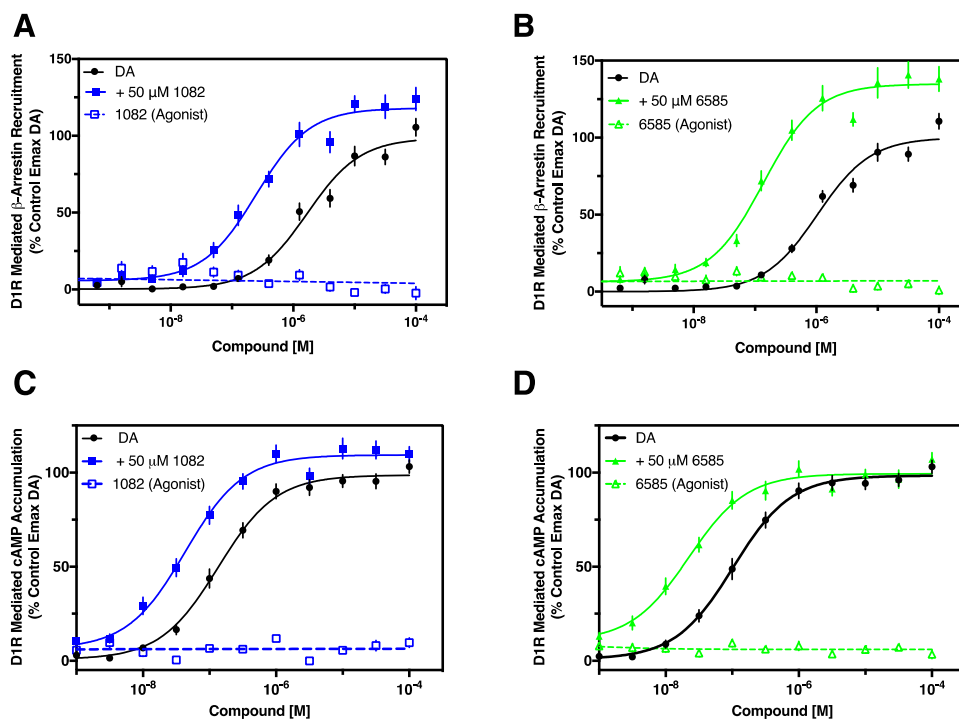 A
D1R Mediated β-Arrestin Recruitment
(% Control Emax DA)
150
100
50
0
DA
+ 50 µM 1082
1082 (Agonist)
10-8
10-6
10-4
Compound [M]
B
D1R Mediated β-Arrestin Recruitment
(% Control Emax DA)
150
100
50
0
DA
+ 50 µM 6585
6585 (Agonist)
10-8
10-6
10-4
Compound [M]
C
D1R Mediated cAMP Accumulation
(% Control Emax DA)
100
50
0
DA
+ 50 µM 1082
1082 (Agonist)
10-8
10-6
10-4
Compound [M]
D
D1R Mediated cAMP Accumulation
(% Control Emax DA)
100
50
0
DA
+ 50 µM 6585
6585 (Agonist)
10-8
10-6
10-4
Compound [M]